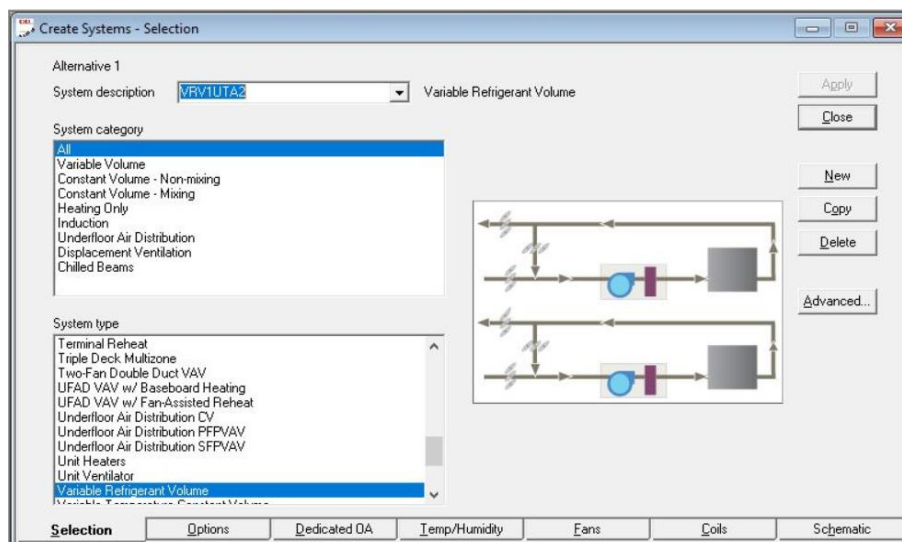 Create Systems - Selection
Alternative 1
System description VRV1UTA2 Variable Refrigerant Volume
Apply
Close
System category
All
Variable Volume
Constant Volume - Non-mixing
Constant Volume - Mixing
Heating Only
Induction
Underfloor Air Distribution
Displacement Ventilation
Chilled Beams
New
Copy
Delete
Advanced...
System type
Terminal Reheat
Triple Deck Multizone
Two-Fan Double Duct VAV
UFAD VAV w/ Baseboard Heating
UFAD VAV w/ Fan-Assisted Reheat
Underfloor Air Distribution CV
Underfloor Air Distribution PFPVAV
Underfloor Air Distribution SFPVAV
Unit Heaters
Unit Ventilator
Variable Refrigerant Volume
Variable Temperature Constant Volume
Selection Options Dedicated OA Temp/Humidity Fans Coils Schematic